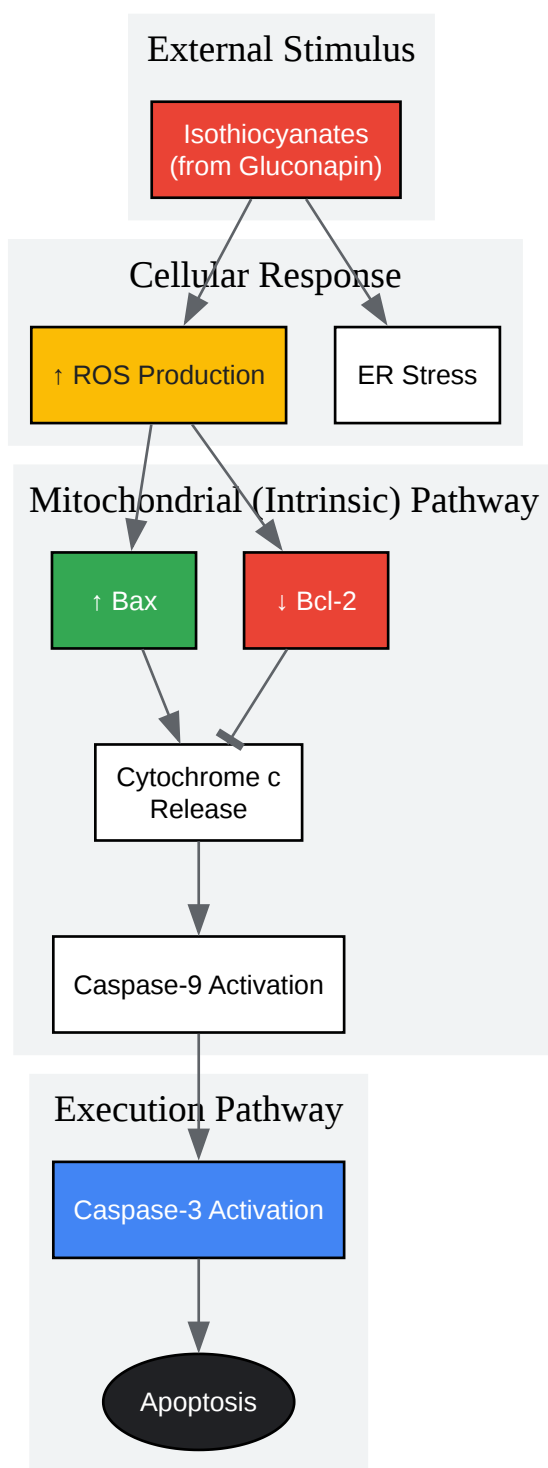 External Stimulus
Isothiocyanates
(from Gluconapin)
Cellular Response
↑ ROS Production
ER Stress
Mitochondrial (Intrinsic) Pathway
↑ Bax
↓ Bcl-2
Cytochrome c
Release
Caspase-9 Activation
Execution Pathway
Caspase-3 Activation
Apoptosis